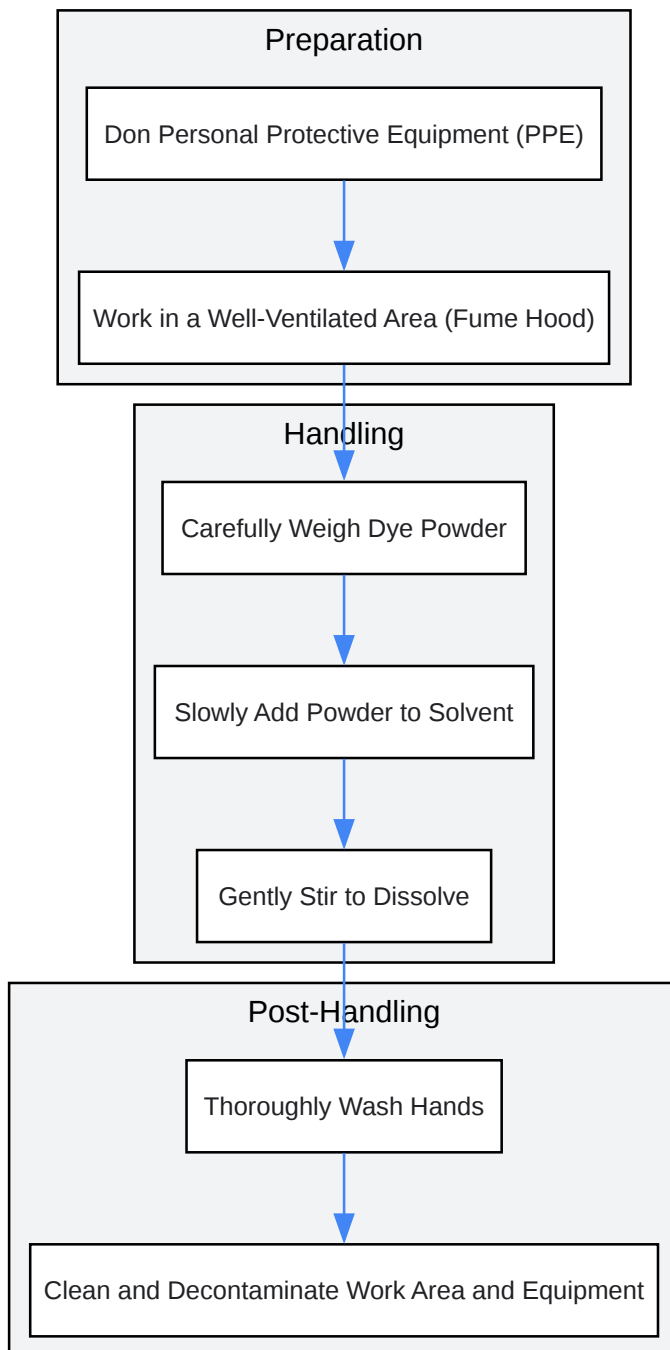 Preparation
Don Personal Protective Equipment (PPE)
Work in a Well-Ventilated Area (Fume Hood)
Handling
Carefully Weigh Dye Powder
Slowly Add Powder to Solvent
Gently Stir to Dissolve
Post-Handling
Thoroughly Wash Hands
Clean and Decontaminate Work Area and Equipment